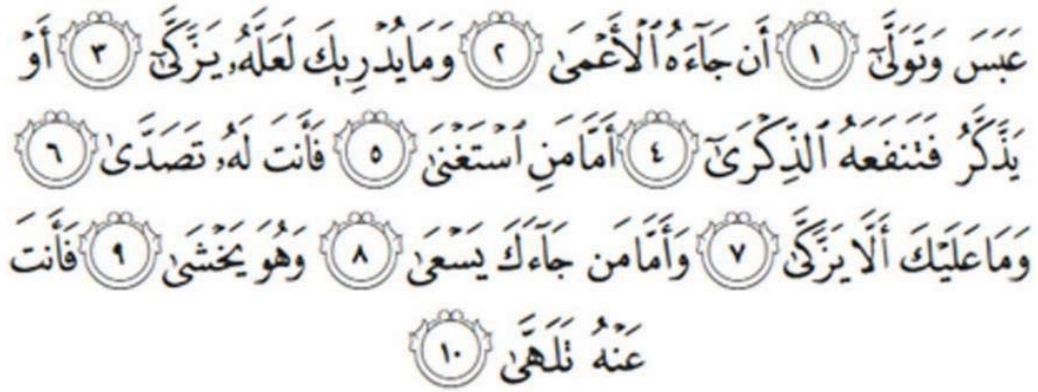 عَبَسَ وَتَوَلَّىٰٓ ١ أَن جَآءَهُ ٱلْأَعْمَىٰ ٢ وَمَا يُدْرِيكَ لَعَلَّهُۥ يَزَّكَّىٰٓ ٣ أَوْ
يَذَّكَّرُ فَتَنفَعَهُ ٱلذِّكْرَىٰٓ ٤ أَمَّا مَنِ ٱسْتَغْنَىٰ ٥ فَأَنتَ لَهُۥ تَصَدَّىٰ ٦
وَمَا عَلَيْكَ أَلَّا يَزَّكَّىٰ ٧ وَأَمَّا مَن جَآءَكَ يَسْعَىٰ ٨ وَهُوَ يَخْشَىٰ ٩ فَأَنتَ
عَنْهُ تَلَهَّىٰ ١٠